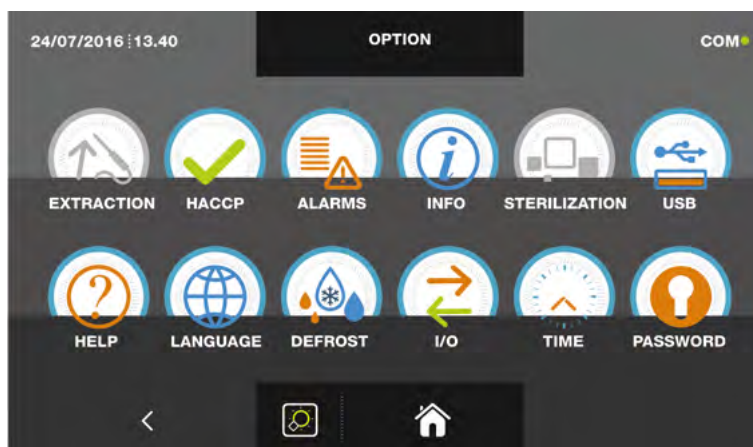 24/07/2016 13.40
OPTION
COM
EXTRACTION
HACCP
ALARMS
INFO
STERILIZATION
USB
HELP
LANGUAGE
DEFROST
I/O
TIME
PASSWORD